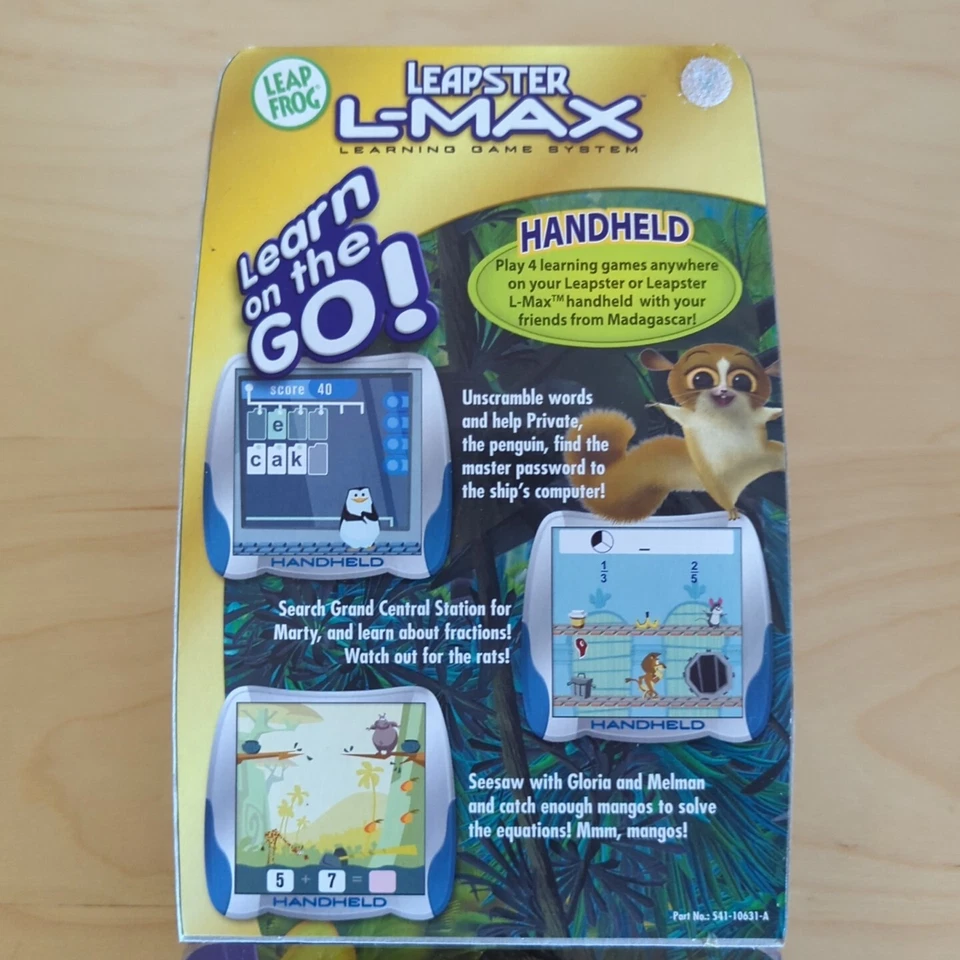 LEAP
FROG®
LEAPSTER
L-MAX™
LEARNING GAME SYSTEM
Learn
on the
GO!
HANDHELD
Play 4 learning games anywhere
on your Leapster or Leapster
L-Max™ handheld with your
friends from Madagascar!
score 40
e
c a k
HANDHELD
Unscramble words
and help Private,
the penguin, find the
master password to
the ship's computer!
Search Grand Central Station for
Marty, and learn about fractions!
Watch out for the rats!
1/3 2/5
HANDHELD
5 + 7 =
HANDHELD
Seesaw with Gloria and Melman
and catch enough mangos to solve
the equations! Mmm, mangos!
Part No.: 541-10631-A